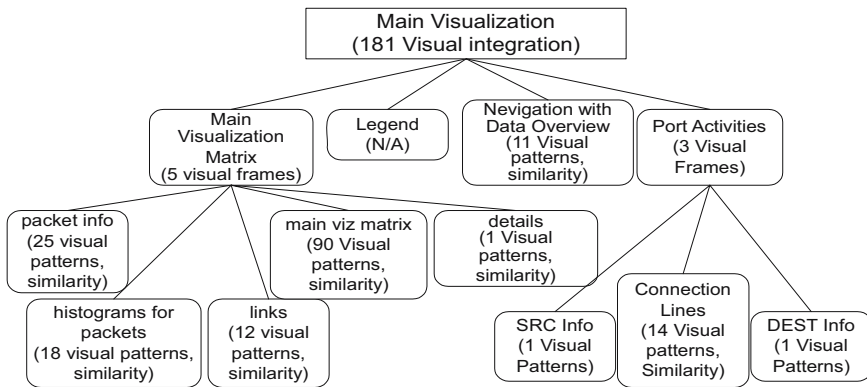 Main Visualization
(181 Visual integration)
Main
Visualization
Matrix
(5 visual frames)
Legend
(N/A)
Nevigation with
Data Overview
(11 Visual
patterns,
similarity)
Port Activities
(3 Visual
Frames)
packet info
(25 visual
patterns,
similarity)
histograms for
packets
(18 visual patterns,
similarity)
links
(12 visual
patterns,
similarity)
main viz matrix
(90 Visual
patterns,
similarity)
details
(1 Visual
patterns,
similarity)
SRC Info
(1 Visual
Patterns)
Connection
Lines
(14 Visual
patterns,
Similarity)
DEST Info
(1 Visual
Patterns)